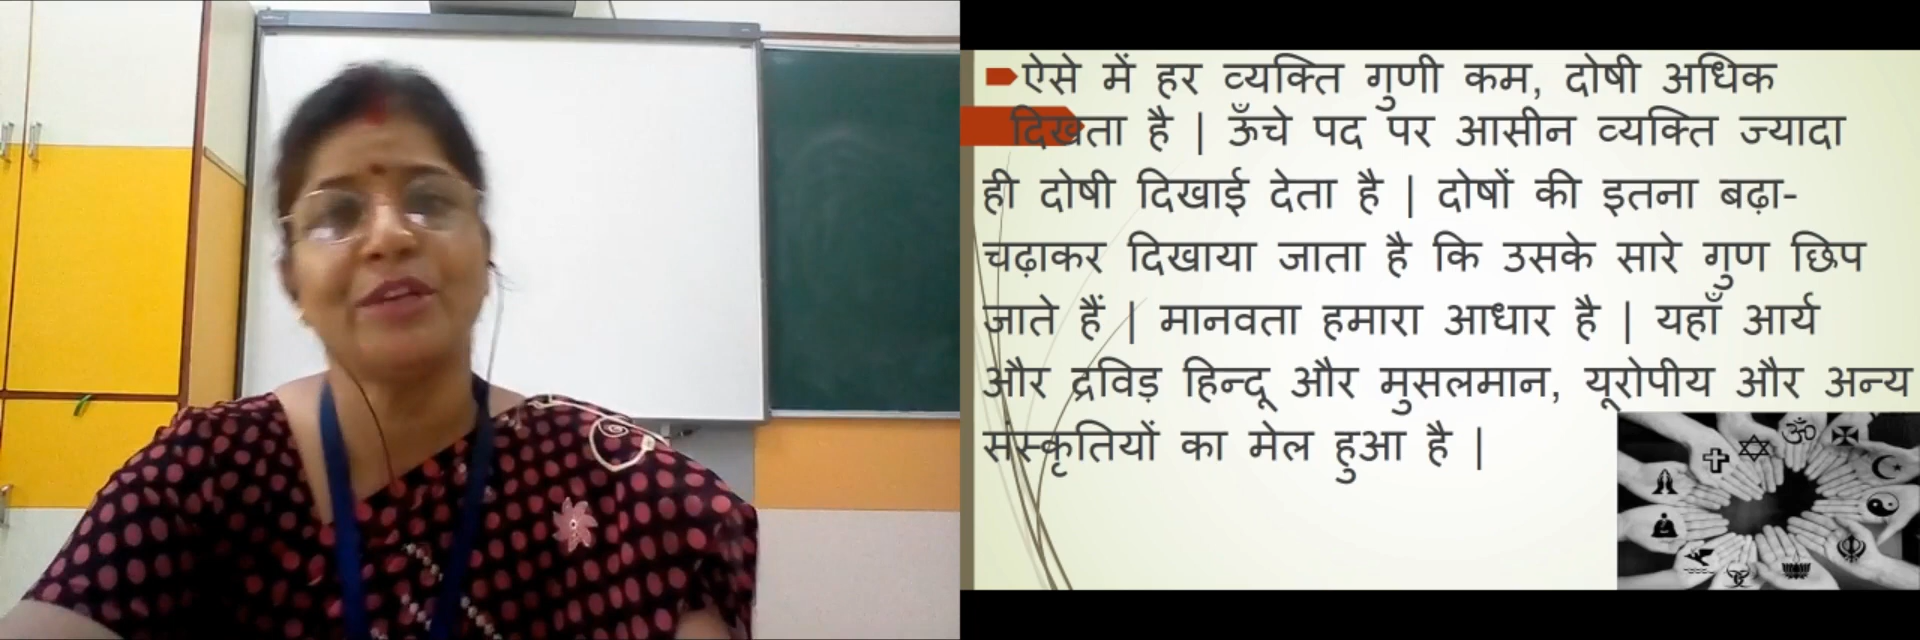 ऐसे में हर व्यक्ति गुणी कम, दोषी अधिक
दिखता है | ऊँचे पद पर आसीन व्यक्ति ज्यादा
ही दोषी दिखाई देता है | दोषों की इतना बढ़ा-
चढ़ाकर दिखाया जाता है कि उसके सारे गुण छिप
जाते हैं | मानवता हमारा आधार है | यहाँ आर्य
और द्रविड़ हिन्दू और मुसलमान, यूरोपीय और अन्य
संस्कृतियों का मेल हुआ है |